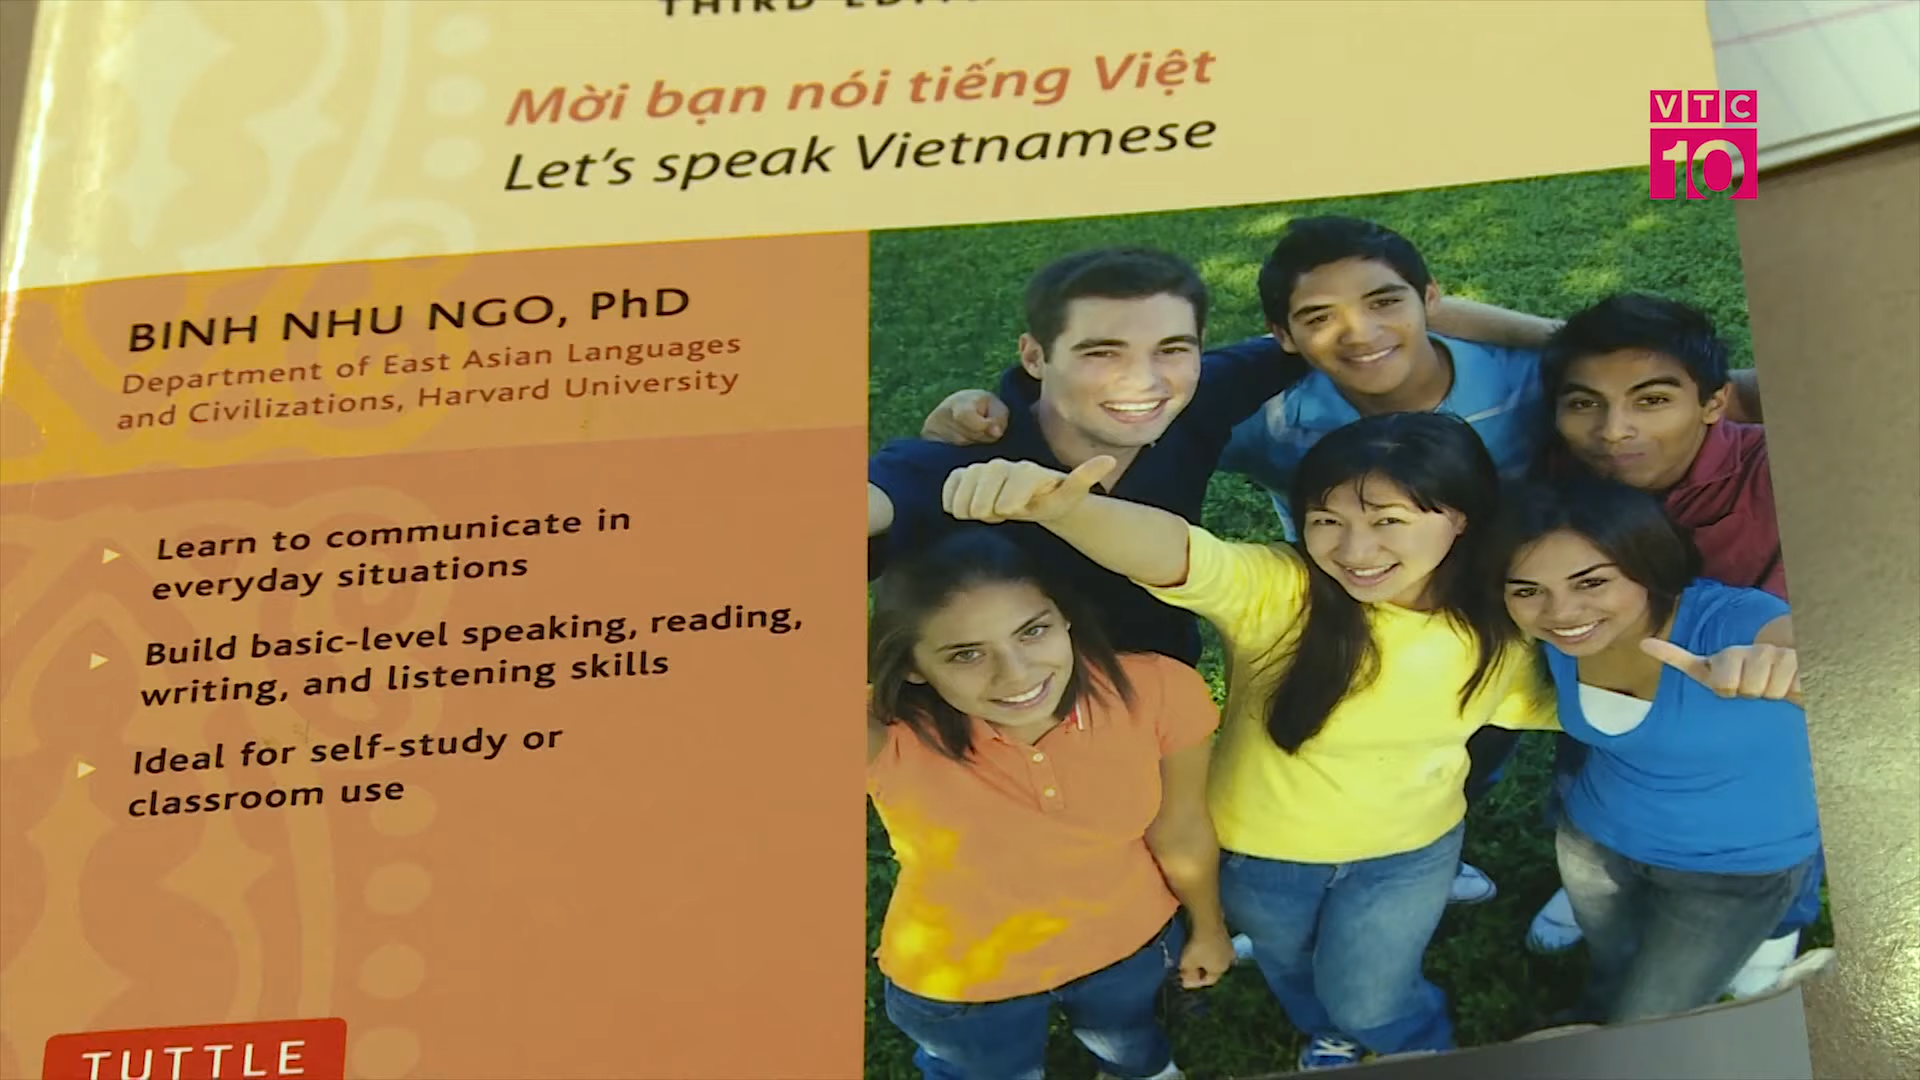 THIRD
Mời bạn nói tiếng Việt
Let's speak Vietnamese
VTC
10
BINH NHU NGO, PhD
Department of East Asian Languages
and Civilizations, Harvard University
Learn to communicate in
everyday situations
Build basic-level speaking, reading,
writing, and listening skills
Ideal for self-study or
classroom use
TUTTLE